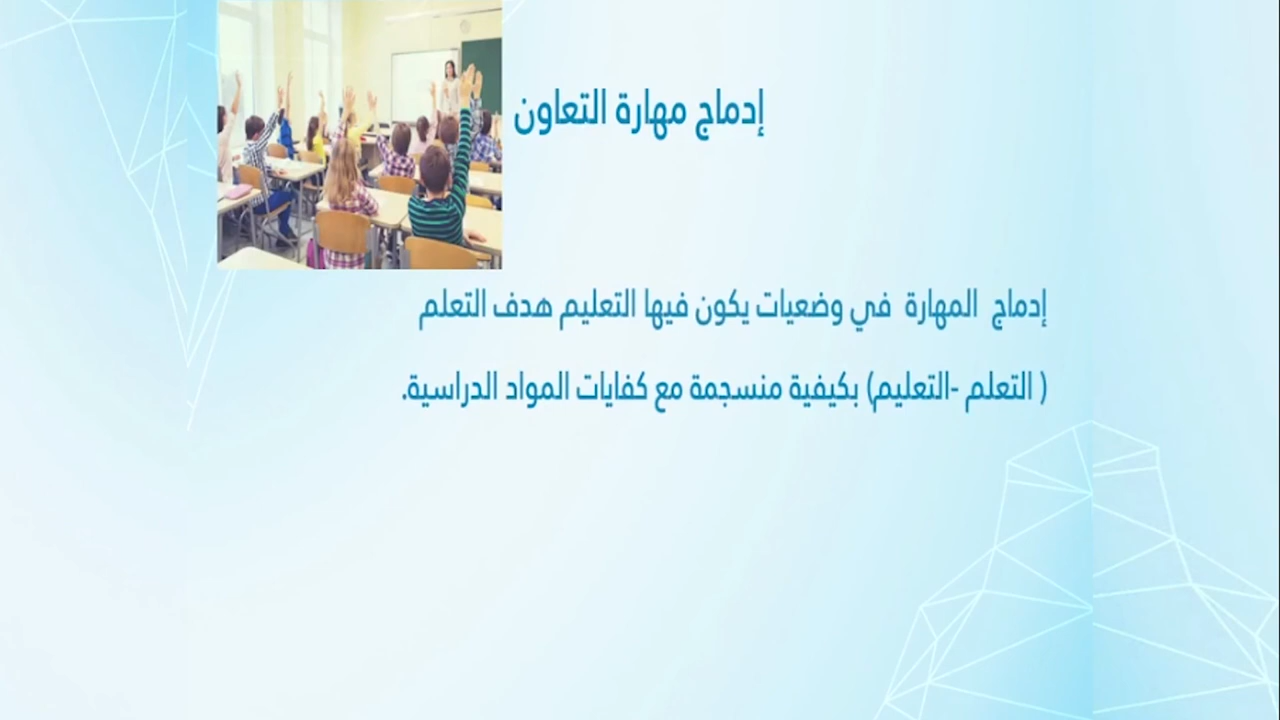 إدماج مهارة التعاون
إدماج المهارة في وضعيات يكون فيها التعليم هدف التعلم
( التعلم -التعليم) بكيفية منسجمة مع كفايات المواد الدراسية.